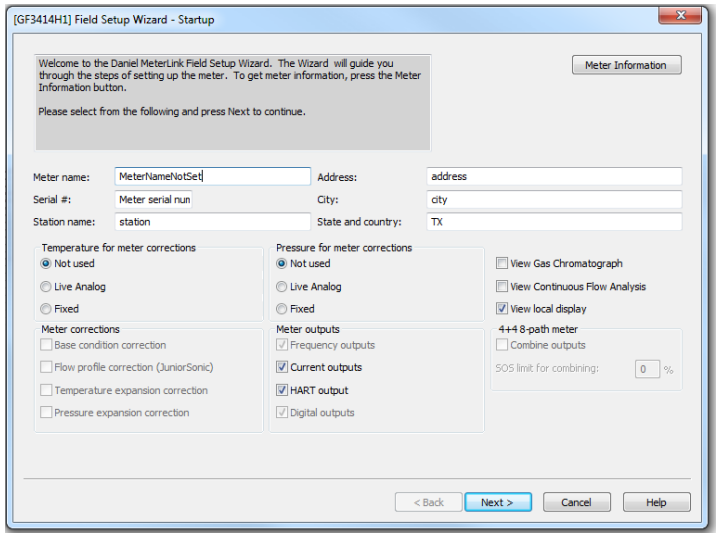 [GF3414H1] Field Setup Wizard - Startup
Welcome to the Daniel MeterLink Field Setup Wizard. The Wizard will guide you
through the steps of setting up the meter. To get meter information, press the Meter
Information button.
Please select from the following and press Next to continue.
Meter Information
Meter name: MeterNameNotSet Address: address
Serial #: Meter serial nun City: city
Station name: station State and country: TX
Temperature for meter corrections Pressure for meter corrections
Not used Not used View Gas Chromatograph
Live Analog Live Analog View Continuous Flow Analysis
Fixed Fixed View local display
Meter corrections Meter outputs 4+4 8-path meter
Base condition correction Frequency outputs Combine outputs
Flow profile correction (JuniorSonic) Current outputs SOS limit for combining: 0 %
Temperature expansion correction HART output
Pressure expansion correction Digital outputs
< Back Next > Cancel Help